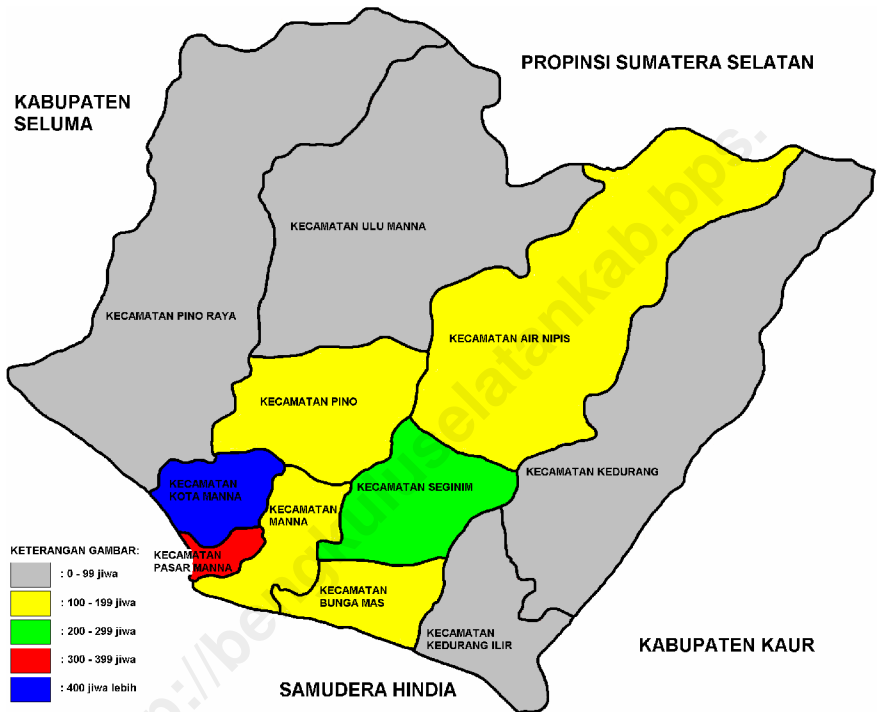 PROPINSI SUMATERA SELATAN
KABUPATEN
SELUMA
KECAMATAN ULU MANNA
KECAMATAN PINO RAYA
KECAMATAN AIR NIPIS
KECAMATAN PINO
KECAMATAN KEDURANG
KECAMATAN
KOTA MANNA
KECAMATAN SEGINIM
KECAMATAN
MANNA
KECAMATAN
PASAR MANNA
KETERANGAN GAMBAR:
: 0 - 99 jiwa
: 100 - 199 jiwa
: 200 - 299 jiwa
: 300 - 399 jiwa
: 400 jiwa lebih
KECAMATAN
BUNGA MAS
KECAMATAN
KEDURANG ILIR
KABUPATEN KAUR
SAMUDERA HINDIA
://bengkuluselatankab.bps.